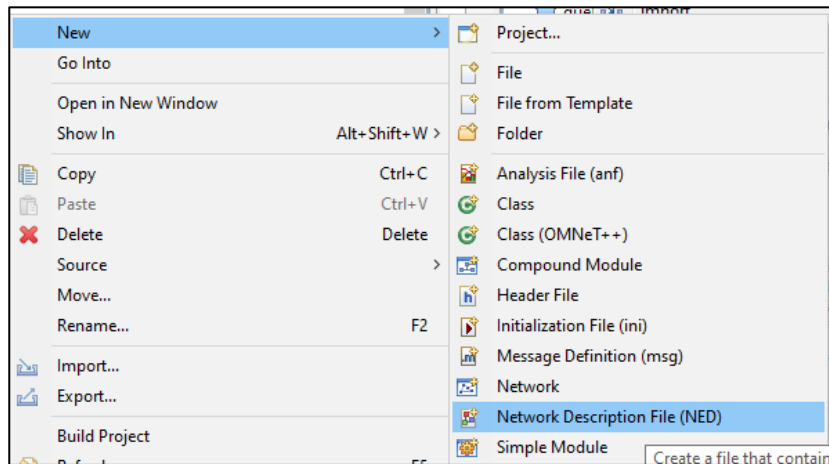 Import
New
Go Into
Open in New Window
Show In Alt+Shift+W >
Copy Ctrl+C
Paste Ctrl+V
Delete Delete
Source
Move...
Rename... F2
Import...
Export...
Build Project
F5
Project...
File
File from Template
Folder
Analysis File (anf)
Class
Class (OMNeT++)
Compound Module
Header File
Initialization File (ini)
Message Definition (msg)
Network
Network Description File (NED)
Simple Module
Create a file that contain